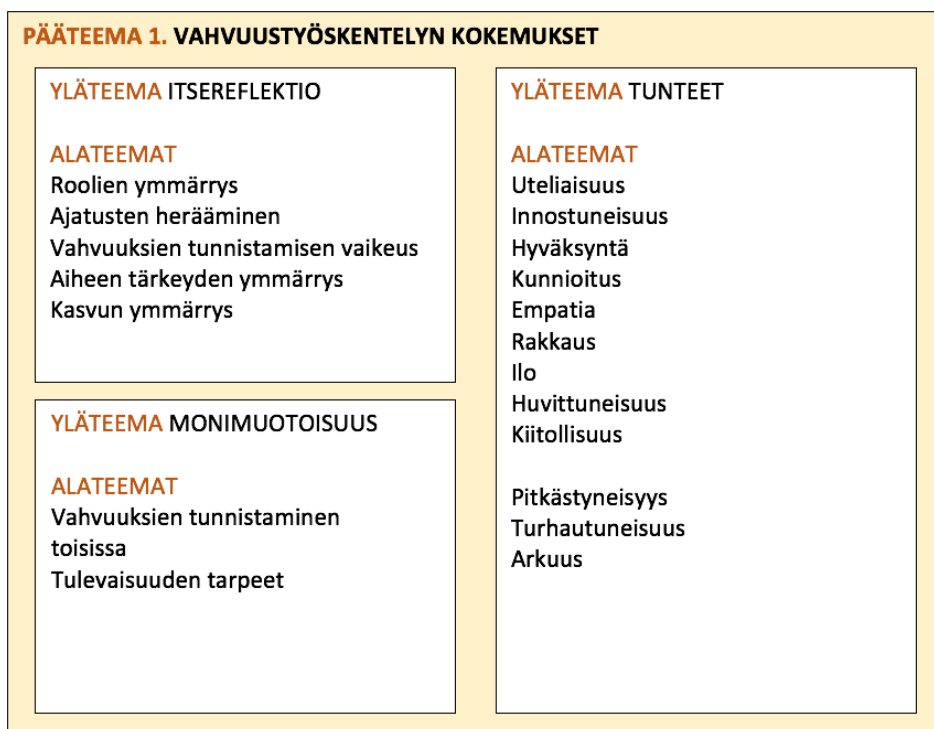 PÄÄTEEMA 1. VAHVUUSTYÖSKENTELYN KOKEMUKSET
YLÄTEEMA ITSEREFLEKTIO
ALATEEMAT
Roolien ymmärrys
Ajatusten herääminen
Vahvuuksien tunnistamisen vaikeus
Aiheen tärkeyden ymmärrys
Kasvun ymmärrys
YLÄTEEMA MONIMUOTOISUUS
ALATEEMAT
Vahvuuksien tunnistaminen
toisissa
Tulevaisuuden tarpeet
YLÄTEEMA TUNTEET
ALATEEMAT
Uteliaisuus
Innostuneisuus
Hyväksyntä
Kunnioitus
Empatia
Rakkaus
Ilo
Huvittuneisuus
Kiitollisuus
Pitkästyneisyys
Turhautuneisuus
Arkuus